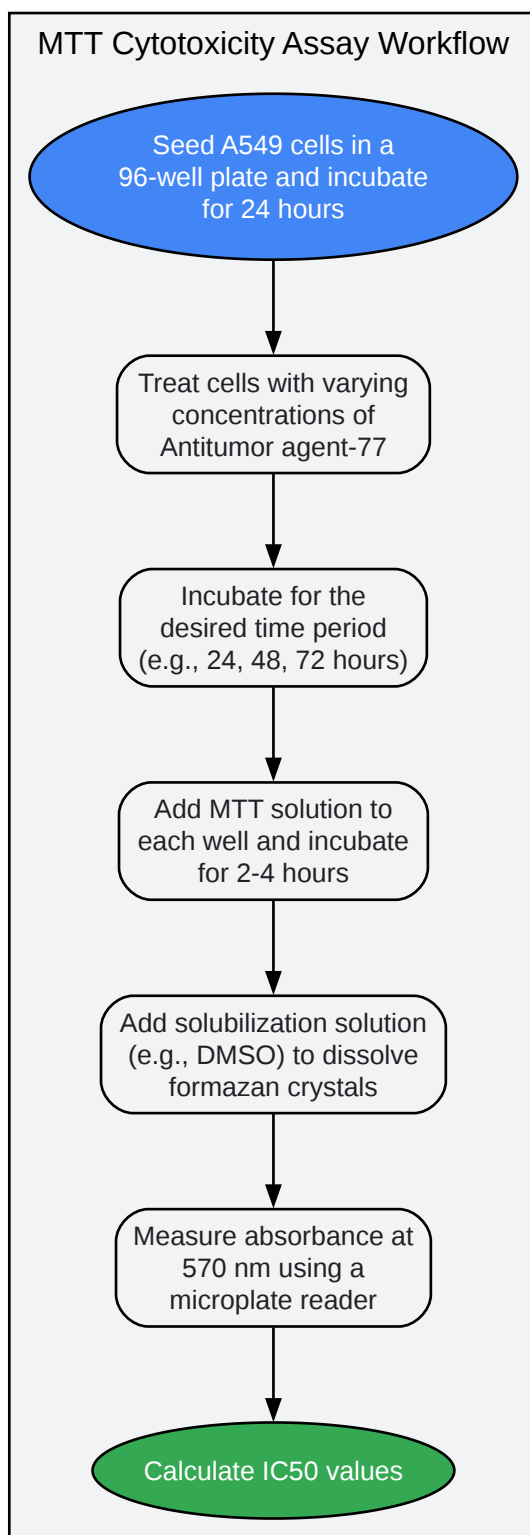 MTT Cytotoxicity Assay Workflow
Seed A549 cells in a
96-well plate and incubate
for 24 hours
Treat cells with varying
concentrations of
Antitumor agent-77
Incubate for the
desired time period
(e.g., 24, 48, 72 hours)
Add MTT solution to
each well and incubate
for 2-4 hours
Add solubilization solution
(e.g., DMSO) to dissolve
formazan crystals
Measure absorbance at
570 nm using a
microplate reader
Calculate IC50 values